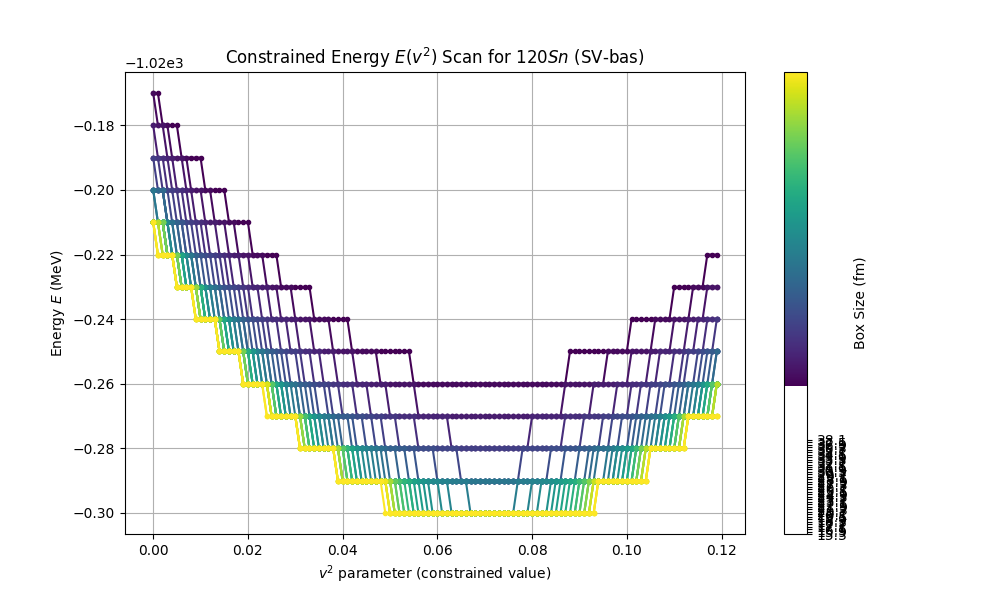 Constrained Energy E(v²) Scan for 120Sn (SV-bas)
−1.02e3
−0.18
−0.20
−0.22
−0.24
−0.26
−0.28
−0.30
Energy E (MeV)
0.00 0.02 0.04 0.06 0.08 0.10 0.12
v² parameter (constrained value)
Box Size (fm)